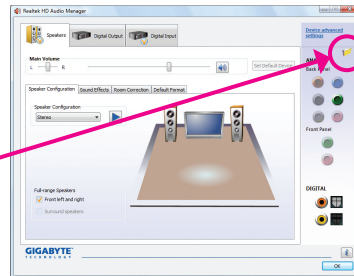 Realtek HD Audio Manager
Speakers
Digital Output
Digital Input
Device advanced
settings
Main Volume
L
R
Set Default Device
ANALOG
Back Panel
Speaker Configuration
Sound Effects
Room Correction
Default Format
Speaker Configuration
Stereo
Front Panel
Full-range Speakers
Front left and right
Surround speakers
DIGITAL
GIGABYTE
TECHNOLOGY
OK